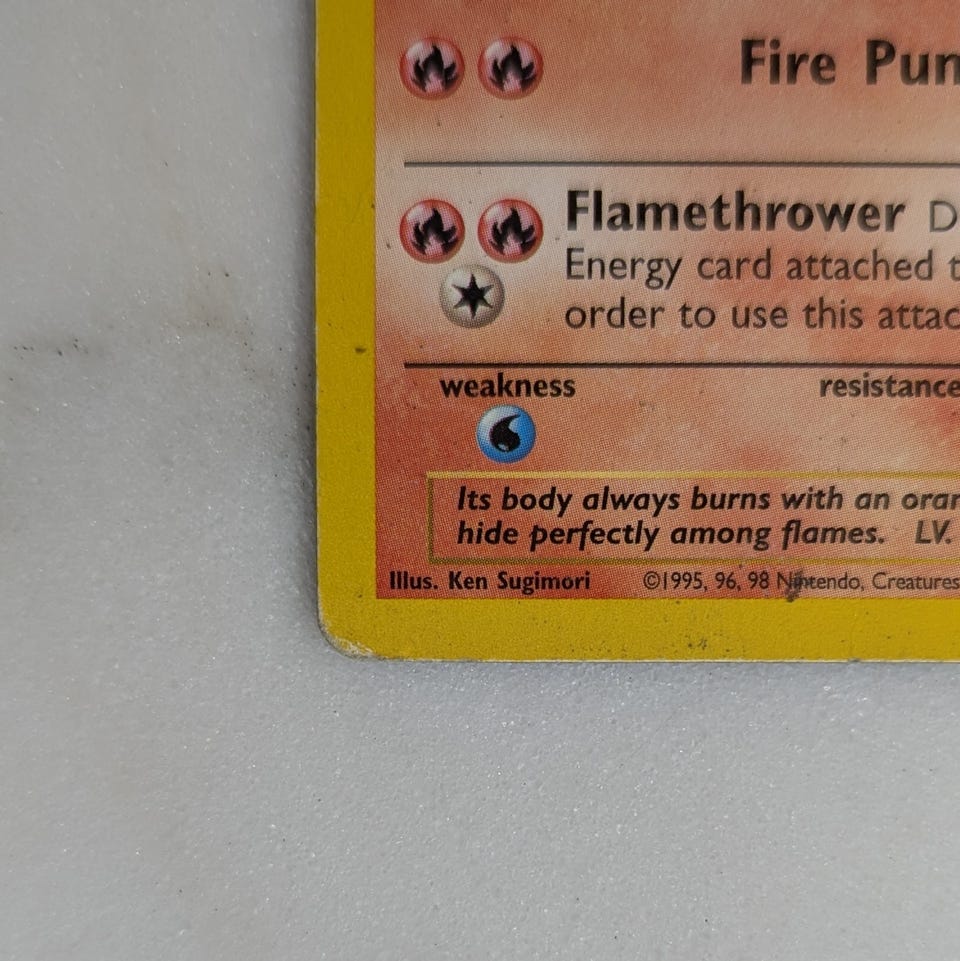 Fire Pun
Flamethrower D
Energy card attached t
order to use this attac
weakness resistance
Its body always burns with an oran
hide perfectly among flames. LV.
Illus. Ken Sugimori ©1995, 96, 98 Nintendo, Creatures